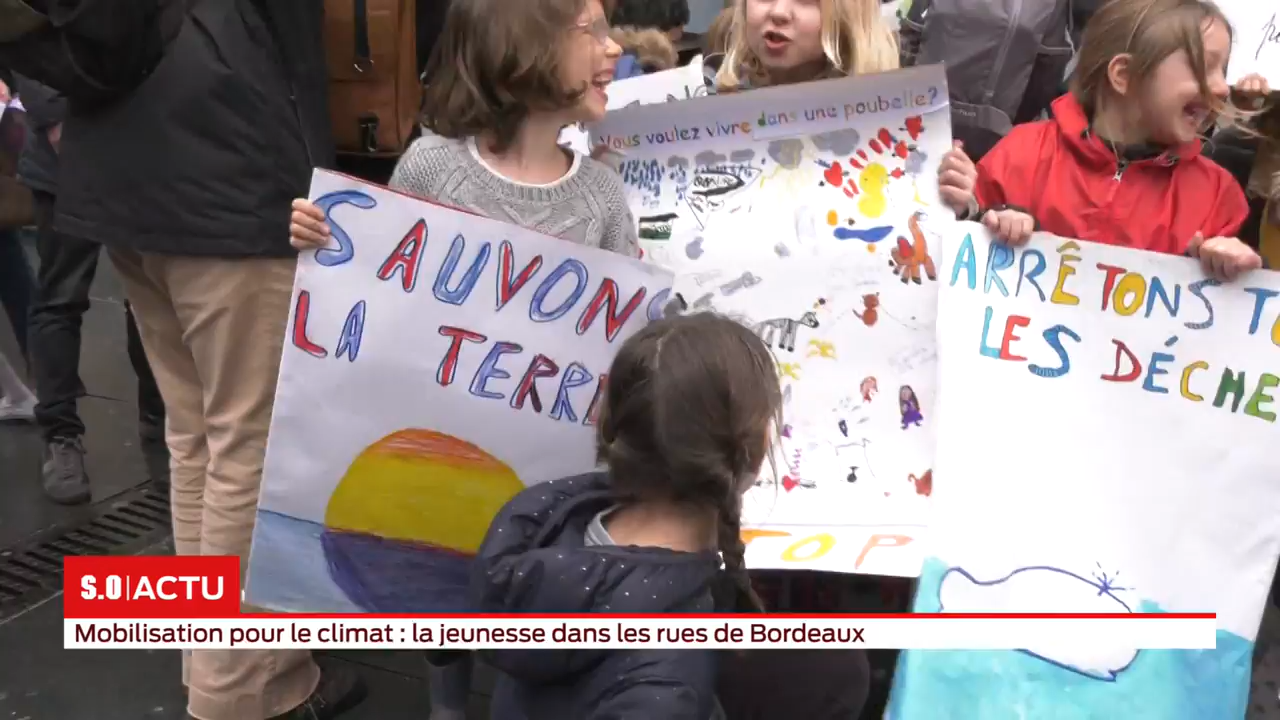 Vous voulez vivre dans une poubelle?
SAUVONS
LA TERRE
ARRÊTONS
LES DÉCHE
TOP
S.O|ACTU
Mobilisation pour le climat : la jeunesse dans les rues de Bordeaux